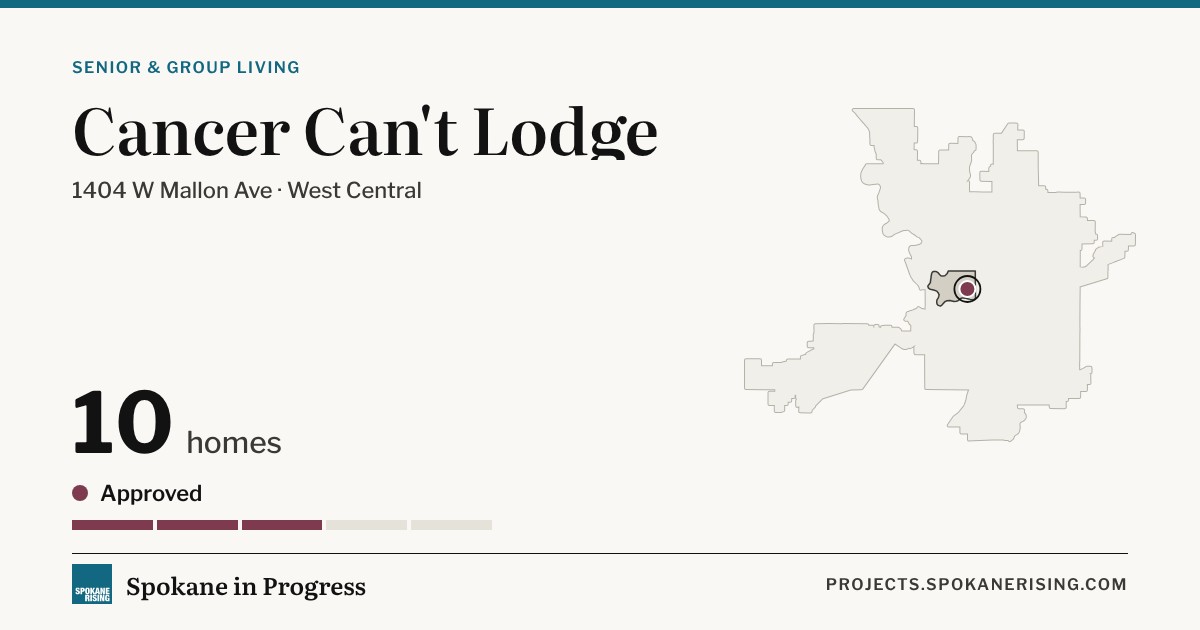 SENIOR & GROUP LIVING
Cancer Can't Lodge
1404 W Mallon Ave · West Central
10 homes
Approved
SPOKANE
RISING
Spokane in Progress
PROJECTS.SPOKANERISING.COM